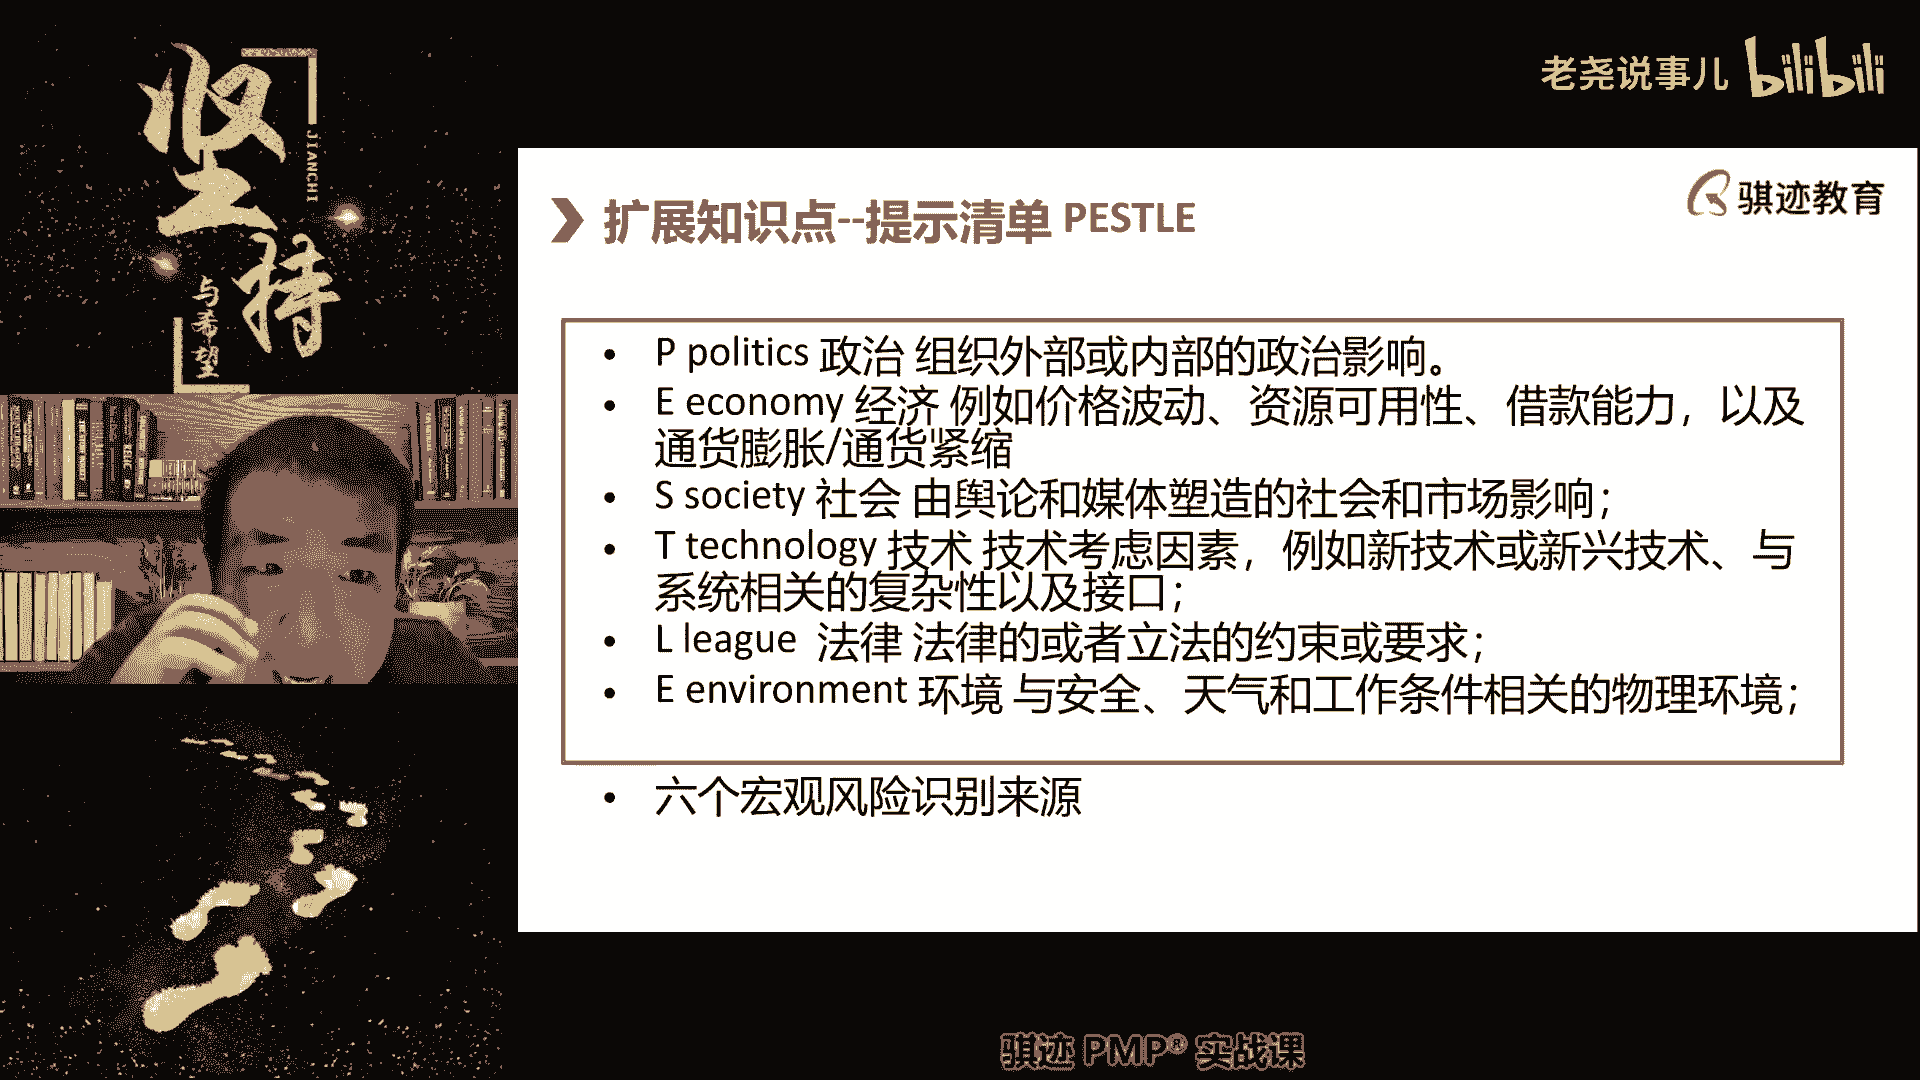 坚持
JIANCHI
与希望
老尧说事儿 bilibili
骐迹教育
扩展知识点--提示清单 PESTLE
• P politics 政治 组织外部或内部的政治影响。
• E economy 经济 例如价格波动、资源可用性、借款能力，以及
通货膨胀/通货紧缩
• S society 社会 由舆论和媒体塑造的社会和市场影响；
• T technology 技术 技术考虑因素，例如新技术或新兴技术、与
系统相关的复杂性以及接口；
• L league 法律 法律的或者立法的约束或要求；
• E environment 环境 与安全、天气和工作条件相关的物理环境；
• 六个宏观风险识别来源
骐迹 PMP® 实战课